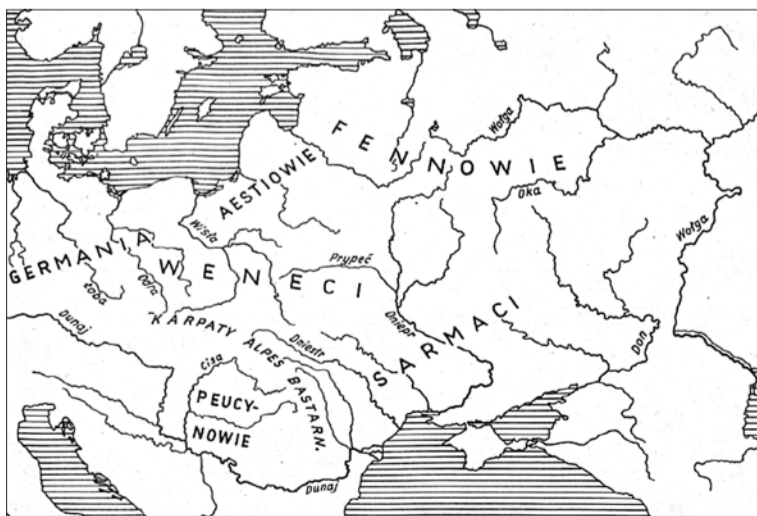 FENNOWIE
Wołga
AESTIOWIE
Oka
Wisła
Wołga
GERMANIA
WENECI
Prypeć
Odra
Łaba
Dunaj
KARPATY ALPES BASTARN.
Dniestr
Dniepr
SARMACI
Don
Cisa
PEUCY-
NOWIE
Dunaj